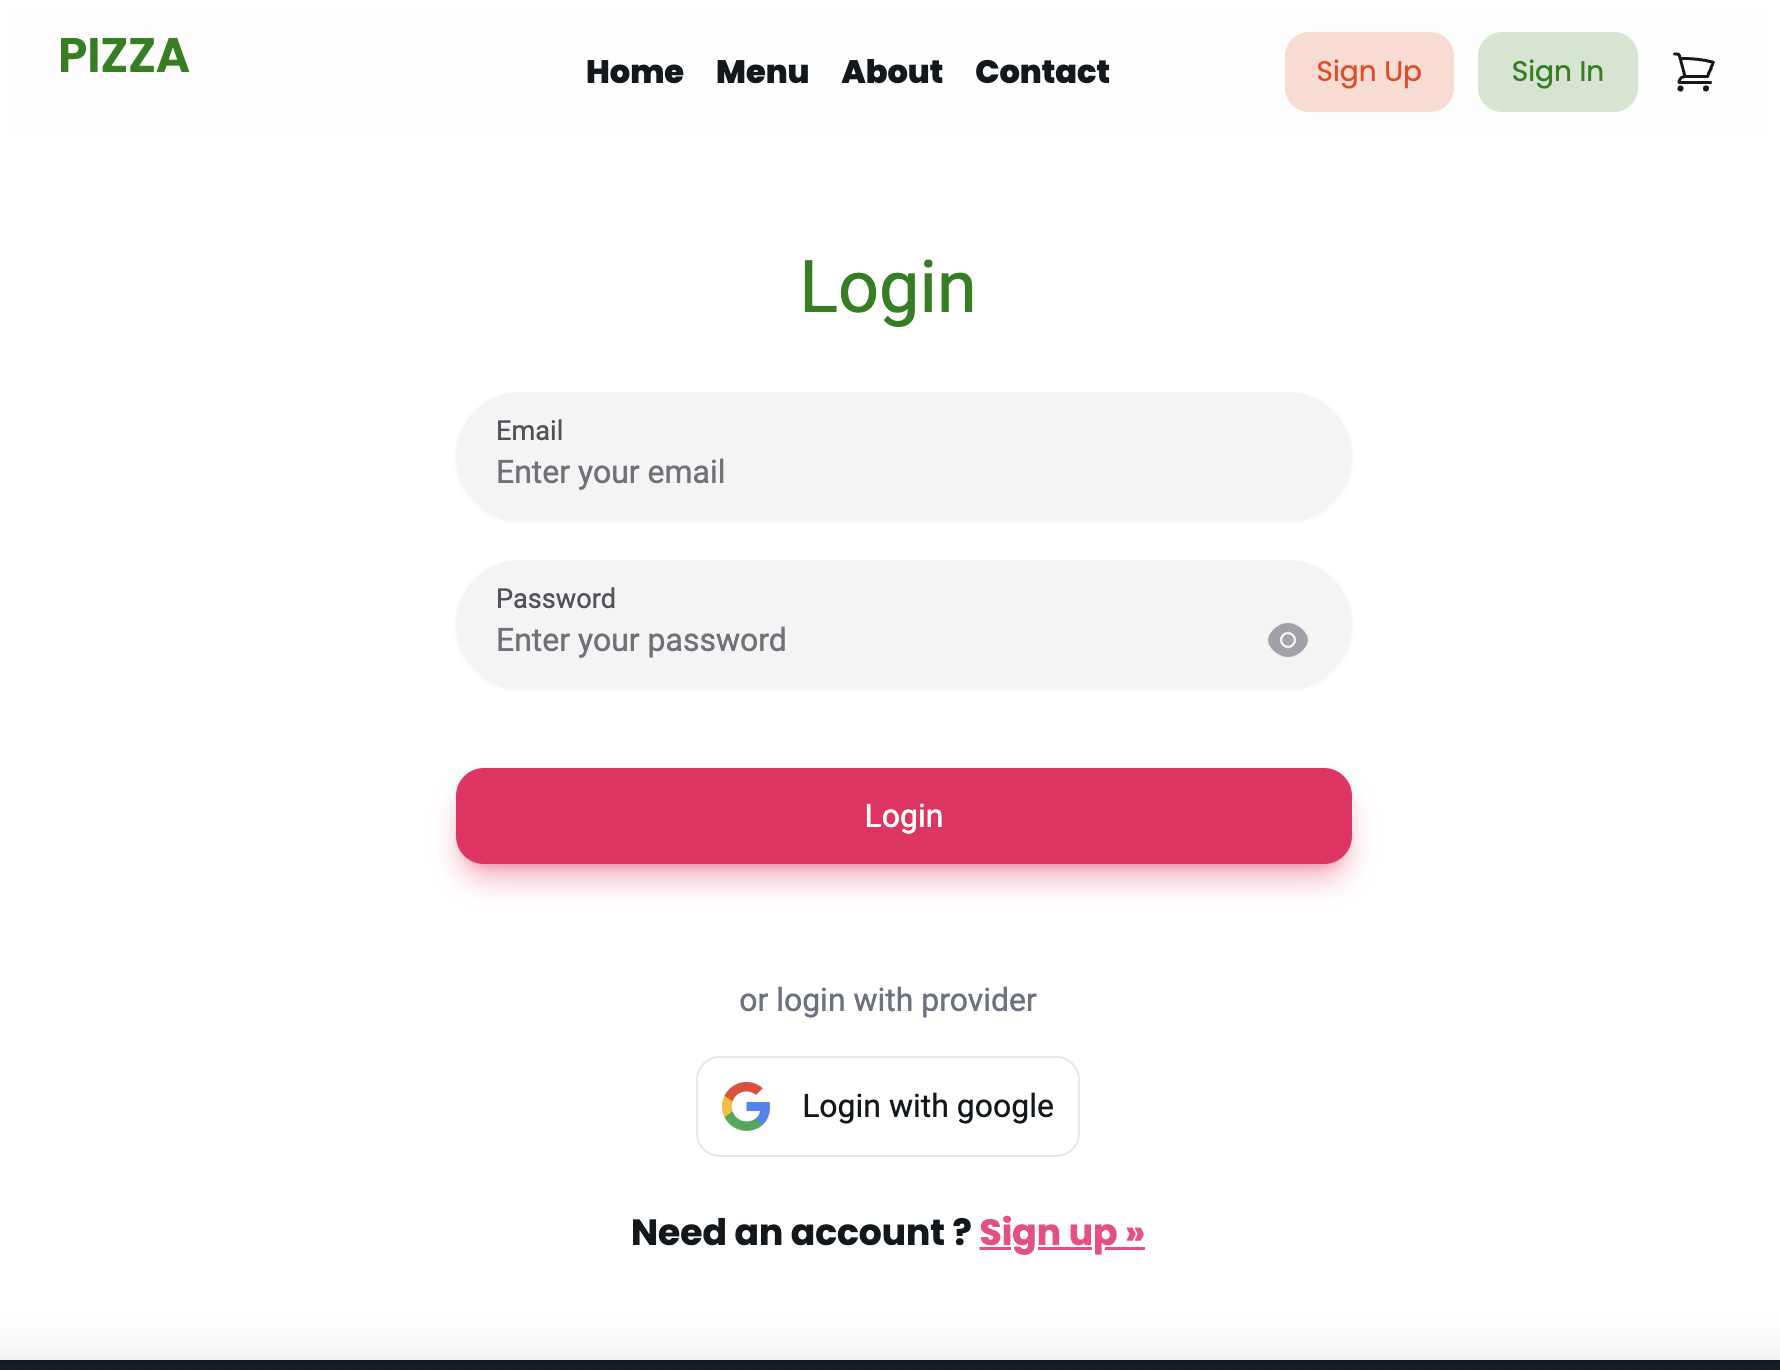 PIZZA
Home Menu About Contact
Sign Up
Sign In
Login
Email
Enter your email
Password
Enter your password
Login
or login with provider
Login with google
Need an account ? Sign up »